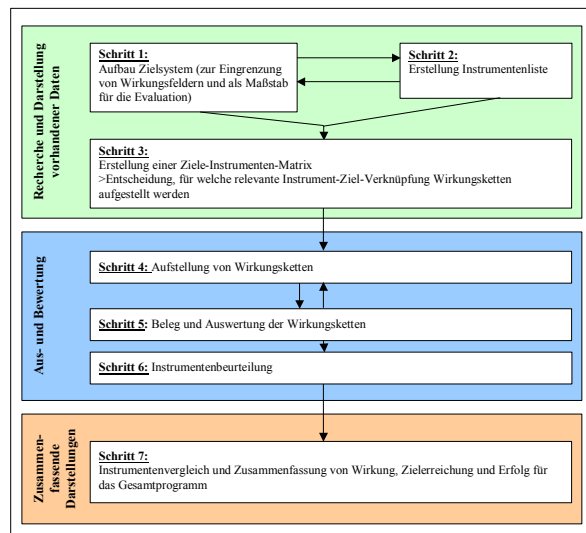 Recherche und Darstellung
vorhandener Daten
Schritt 1:
Aufbau Zielsystem (zur Eingrenzung
von Wirkungsfeldern und als Maßstab
für die Evaluation)
Schritt 2:
Erstellung Instrumentenliste
Schritt 3:
Erstellung einer Ziele-Instrumenten-Matrix
>Entscheidung, für welche relevante Instrument-Ziel-Verknüpfung Wirkungsketten
aufgestellt werden
Aus- und Bewertung
Schritt 4: Aufstellung von Wirkungsketten
Schritt 5: Beleg und Auswertung der Wirkungsketten
Schritt 6: Instrumentenbeurteilung
Zusammen-
fassende
Darstellungen
Schritt 7:
Instrumentenvergleich und Zusammenfassung von Wirkung, Zielerreichung und Erfolg für
das Gesamtprogramm